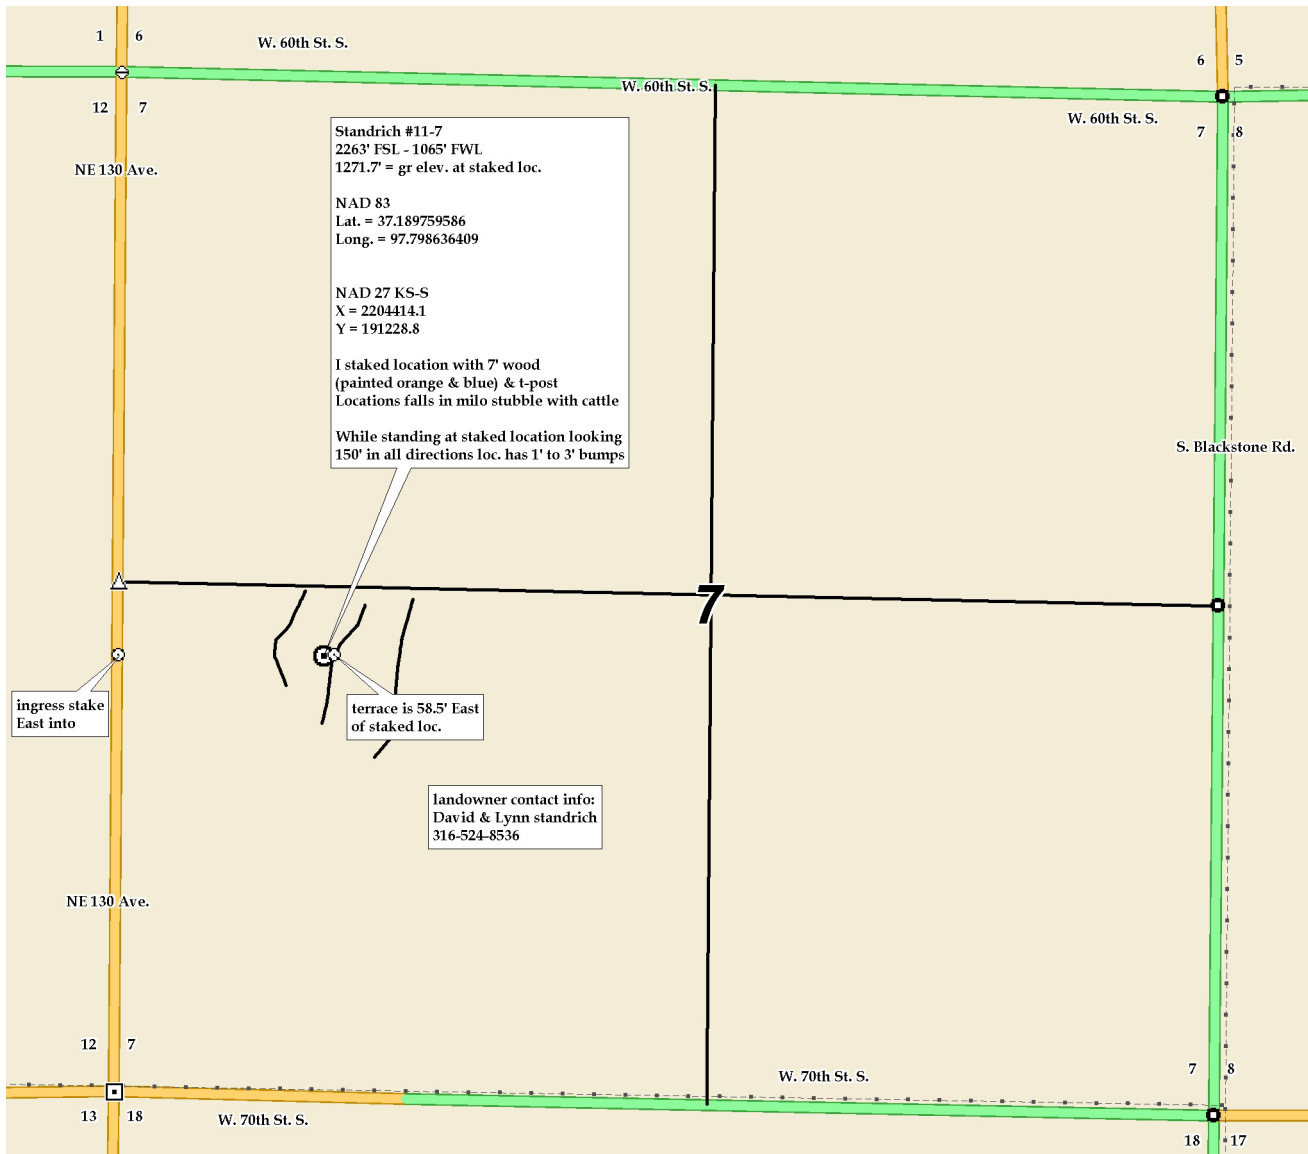 W. 60th St. S.
1 6
6 5
W. 60th St. S.
12 7
W. 60th St. S.
7 8
NE 130 Ave.
Standrich #11-7
2263' FSL - 1065' FWL
1271.7' = gr elev. at staked loc.
NAD 83
Lat. = 37.189759586
Long. = 97.798636409
NAD 27 KS-S
X = 2204414.1
Y = 191228.8
I staked location with 7' wood
(painted orange & blue) & t-post
Locations falls in milo stubble with cattle
While standing at staked location looking
150' in all directions loc. has 1' to 3' bumps
S. Blackstone Rd.
7
ingress stake
East into
terrace is 58.5' East
of staked loc.
landowner contact info:
David & Lynn standrich
316-524-8536
NE 130 Ave.
12 7
7 8
W. 70th St. S.
13 18
W. 70th St. S.
18 17